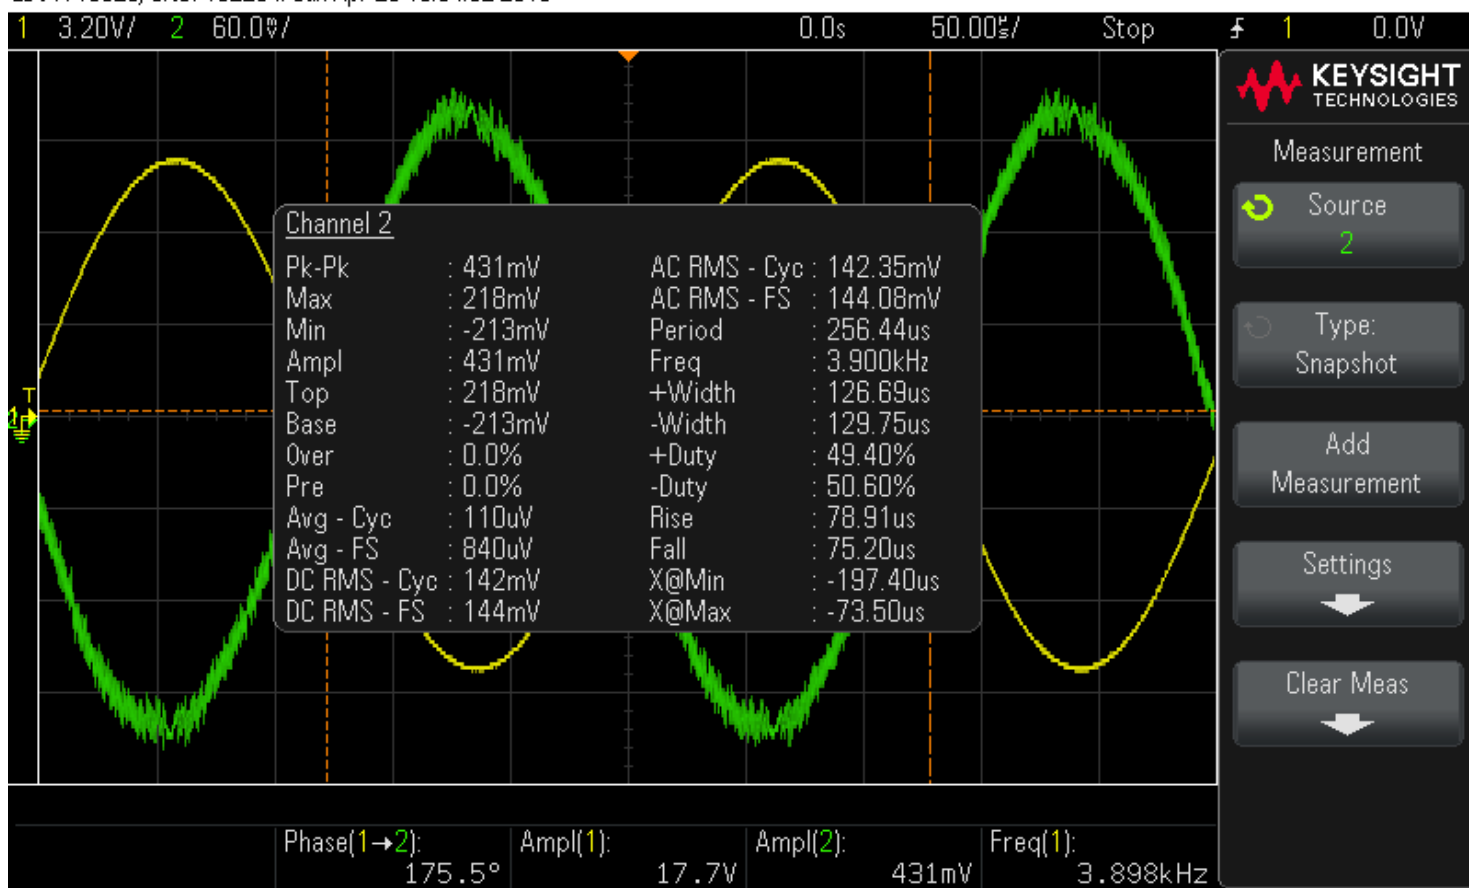 1 3.20V/ 2 60.0mV/ 0.0s 50.00us/ Stop 1 0.0V
KEYSIGHT
TECHNOLOGIES
Measurement
Source
2
Type:
Snapshot
Add
Measurement
Settings
Clear Meas
T
Channel 2
Pk-Pk : 431mV AC RMS - Cyc : 142.35mV
Max : 218mV AC RMS - FS : 144.08mV
Min : -213mV Period : 256.44us
Ampl : 431mV Freq : 3.900kHz
Top : 218mV +Width : 126.69us
Base : -213mV -Width : 129.75us
Over : 0.0% +Duty : 49.40%
Pre : 0.0% -Duty : 50.60%
Avg - Cyc : 110uV Rise : 78.91us
Avg - FS : 840uV Fall : 75.20us
DC RMS - Cyc : 142mV X@Min : -197.40us
DC RMS - FS : 144mV X@Max : -73.50us
Phase(1→2): Ampl(1): Ampl(2): Freq(1):
175.5° 17.7V 431mV 3.898kHz